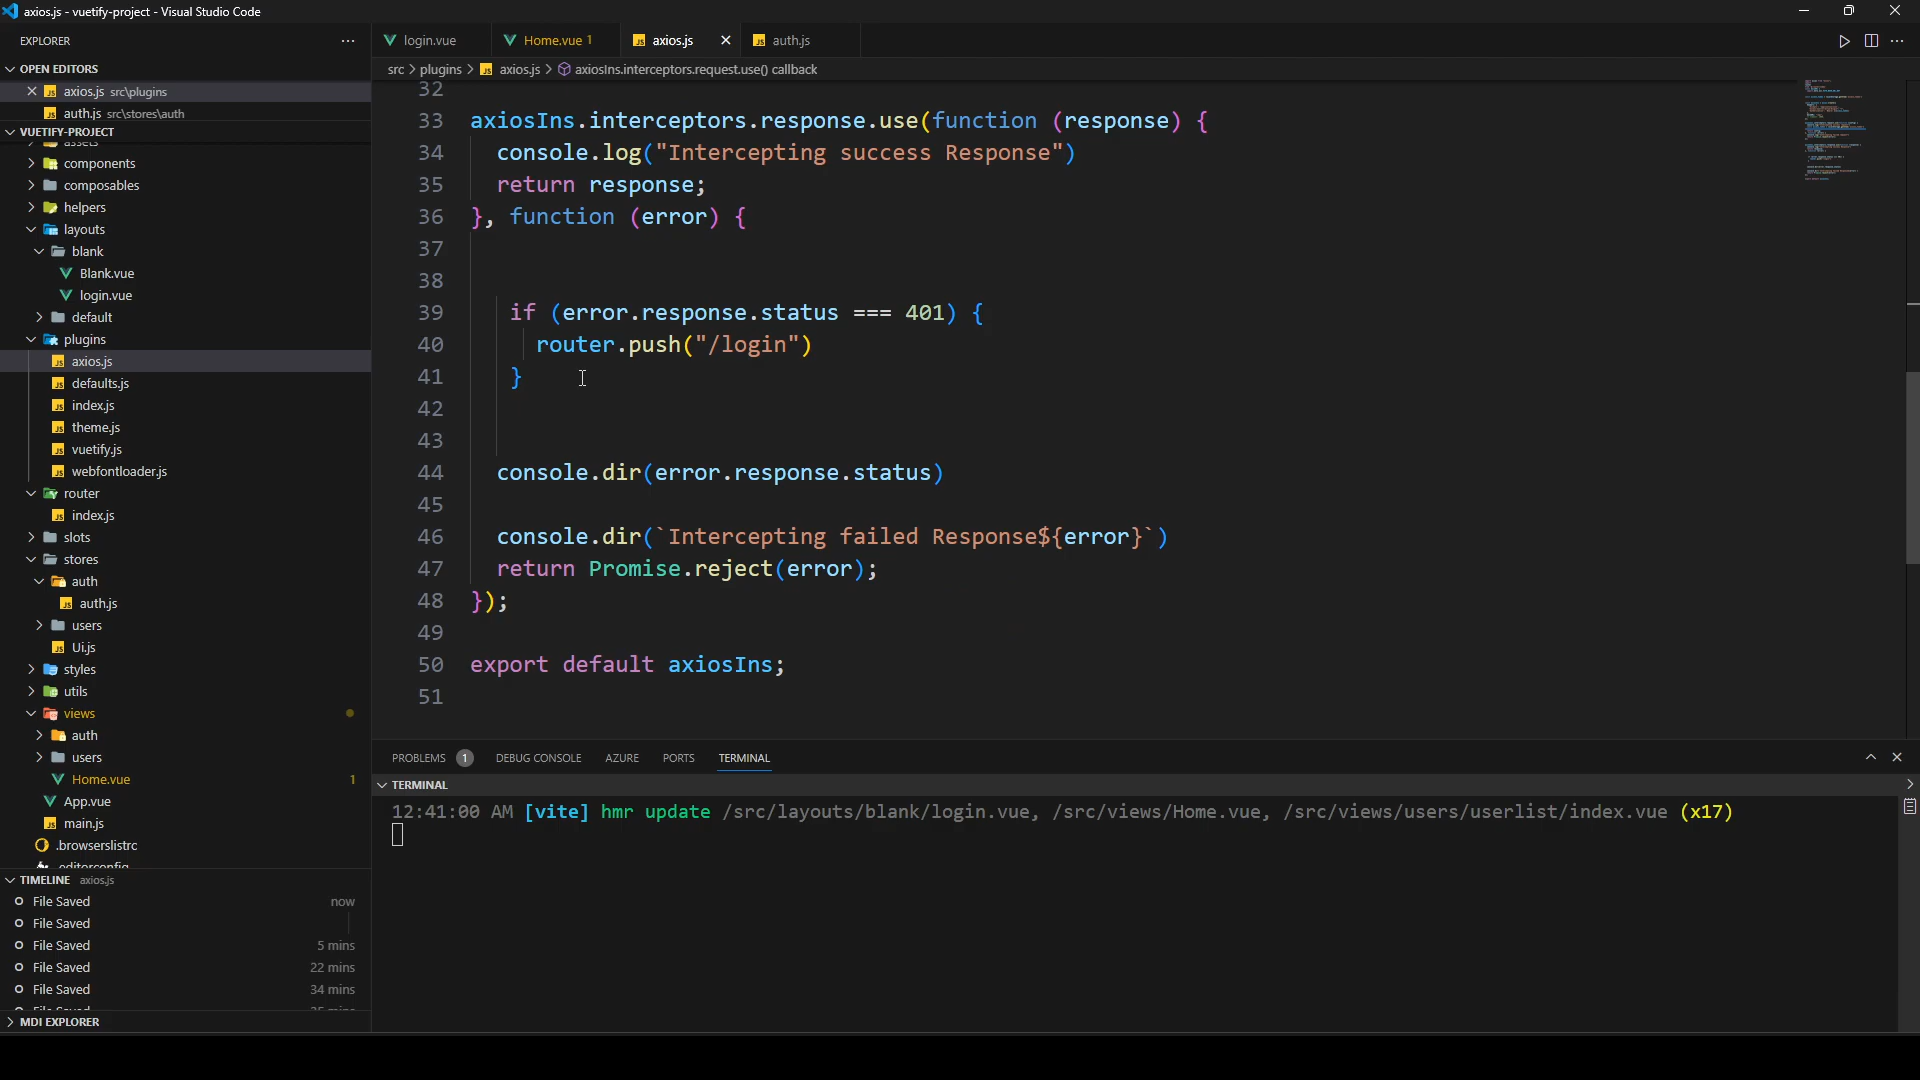 axios.js - vuetify-project - Visual Studio Code
EXPLORER
OPEN EDITORS
axios.js src\plugins
auth.js src\stores\auth
VUETIFY-PROJECT
assets
components
composables
helpers
layouts
blank
Blank.vue
login.vue
default
plugins
axios.js
defaults.js
index.js
theme.js
vuetify.js
webfontloader.js
router
index.js
slots
stores
auth
auth.js
users
Ui.js
styles
utils
views
auth
users
Home.vue 1
App.vue
main.js
.browserslistrc
.editorconfig
TIMELINE axios.js
File Saved now
File Saved
File Saved 5 mins
File Saved 22 mins
File Saved 34 mins
MDI EXPLORER
login.vue Home.vue 1 axios.js auth.js
src > plugins > axios.js > axiosIns.interceptors.request.use() callback
32
33 axiosIns.interceptors.response.use(function (response) {
34 console.log("Intercepting success Response")
35 return response;
36 }, function (error) {
37
38
39 if (error.response.status === 401) {
40 router.push("/login")
41 }
42
43
44 console.dir(error.response.status)
45
46 console.dir(`Intercepting failed Response${error}`)
47 return Promise.reject(error);
48 });
49
50 export default axiosIns;
51
PROBLEMS 1 DEBUG CONSOLE AZURE PORTS TERMINAL
TERMINAL
12:41:00 AM [vite] hmr update /src/layouts/blank/login.vue, /src/views/Home.vue, /src/views/users/userlist/index.vue (x17)